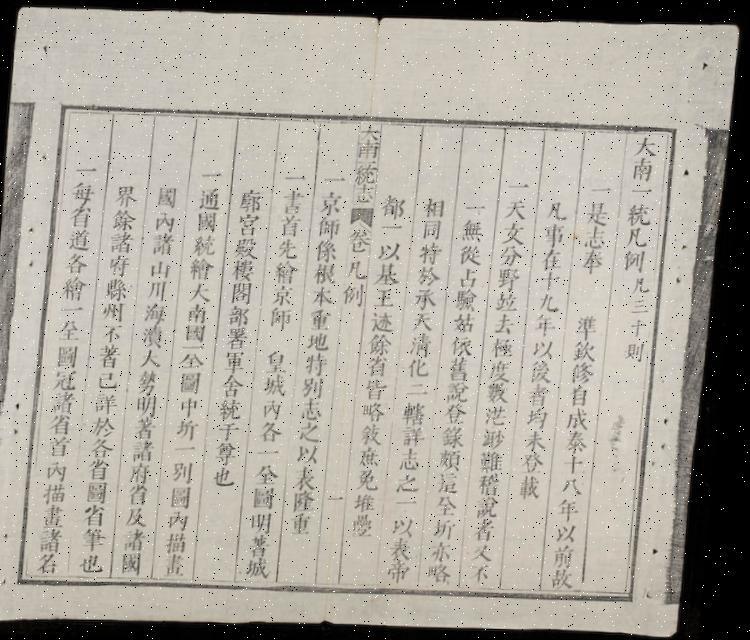 大南一統凡例凡三十則
一是志奉　準欽修自成泰十八年以前故
凡事在十九年以後者均未登載
一天文分野竝去極度數茫渺難稽說者又不
一無從占驗姑依舊說登錄頗這全圻亦略
相同特於承天清化二轄詳志之一以表帝
都一以基王迹餘省皆略敘庶免堆疊
大南統志 卷 凡例 一
一京師係根本重地特別志之以表隆重
一書首先繪京師　皇城內各一全圖明著城
廓宮殿樓閣部署軍舍統于尊也
一通國統繪大南國一全圖中圻一別圖內描畫
國內諸山川海濱大勢明著諸府省及諸國
界餘諸府縣州不著已詳於各省圖省筆也
一每省道各繪一全圖冠諸省首內描畫諸名